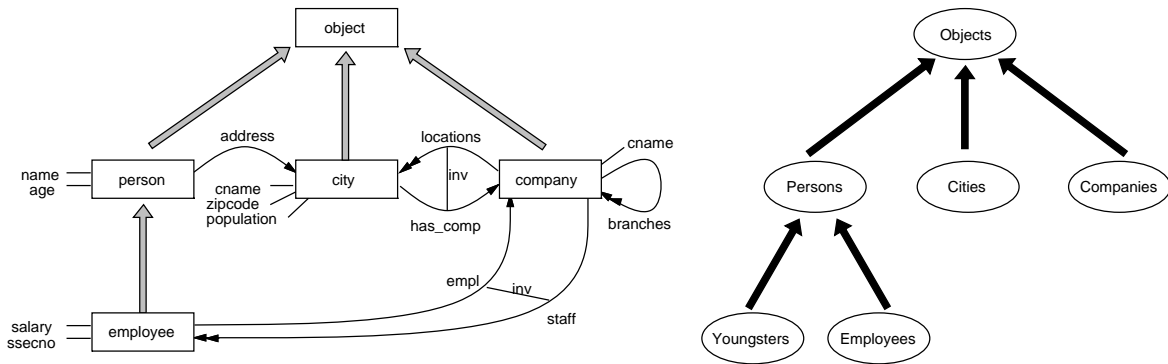 object
Objects
address
locations
cname
name
age
person
city
inv
company
Persons
Cities
Companies
cname
zipcode
population
has_comp
branches
empl
inv
salary
ssecno
employee
staff
Youngsters
Employees